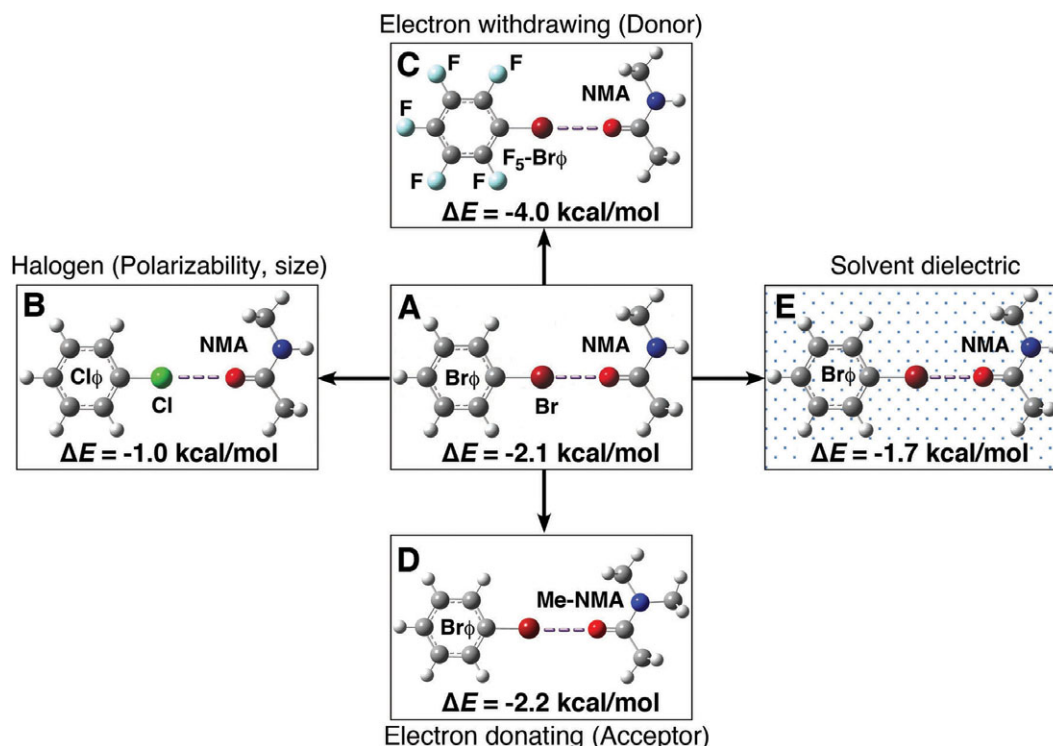 Electron withdrawing (Donor)
C
F
F
NMA
F
F₅-Brϕ
F
F
ΔE = -4.0 kcal/mol
Halogen (Polarizability, size)
B
NMA
Clϕ
Cl
ΔE = -1.0 kcal/mol
A
NMA
Brϕ
Br
ΔE = -2.1 kcal/mol
Solvent dielectric
E
NMA
Brϕ
ΔE = -1.7 kcal/mol
D
Me-NMA
Brϕ
ΔE = -2.2 kcal/mol
Electron donating (Acceptor)